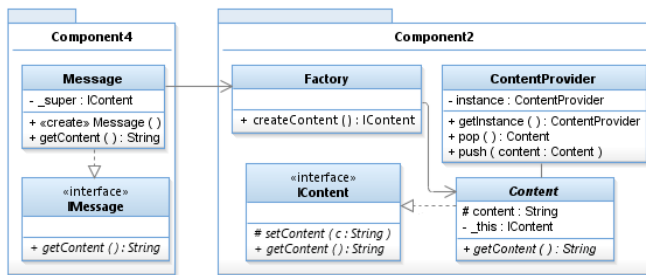 Component4
Message
- _super : IContent
+ «create» Message ( )
+ getContent ( ) : String
«interface»
IMessage
+ getContent ( ) : String
Component2
Factory
+ createContent ( ) : IContent
ContentProvider
- instance : ContentProvider
+ getInstance ( ) : ContentProvider
+ pop ( ) : Content
+ push ( content : Content )
«interface»
IContent
# setContent ( c : String )
+ getContent ( ) : String
Content
# content : String
- _this : IContent
+ getContent ( ) : String